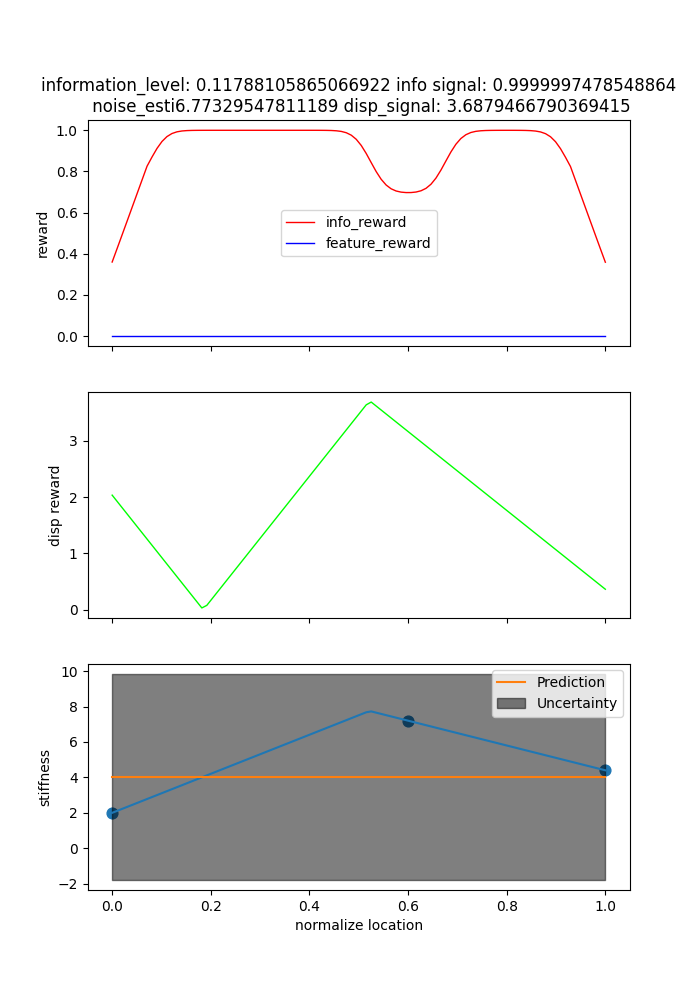 information_level: 0.11788105865066922 info signal: 0.9999997478548864
noise_esti6.77329547811189 disp_signal: 3.6879466790369415
1.0
0.8
0.6
0.4
0.2
0.0
reward
info_reward
feature_reward
3
2
1
0
disp reward
10
8
6
4
2
0
−2
stiffness
Prediction
Uncertainty
0.0 0.2 0.4 0.6 0.8 1.0
normalize location